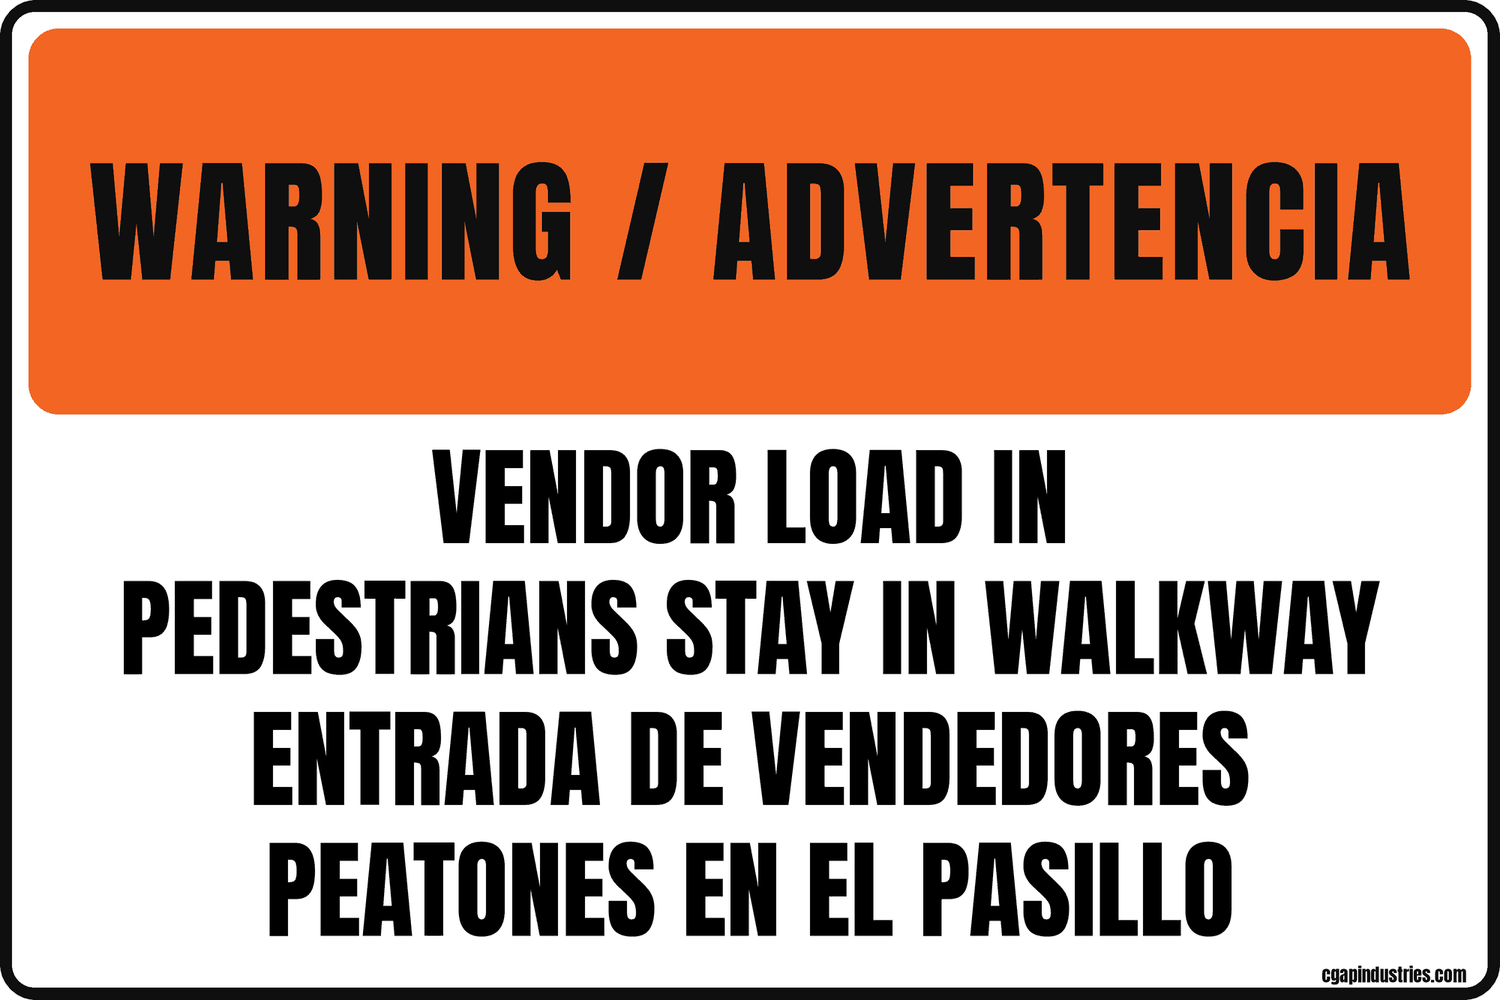 WARNING / ADVERTENCIA
VENDOR LOAD IN
PEDESTRIANS STAY IN WALKWAY
ENTRADA DE VENDEDORES
PEATONES EN EL PASILLO
cgapindustries.com